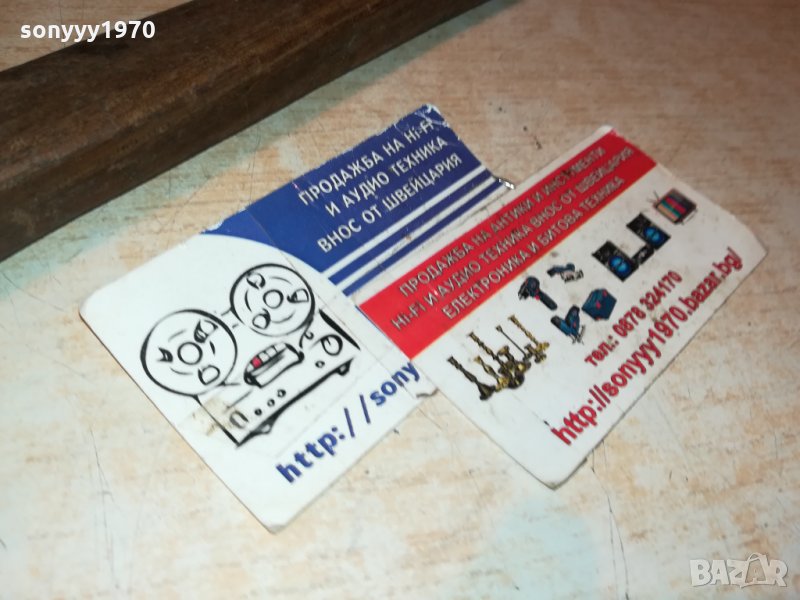 sonyyy1970
ПРОДАЖБА НА Hi-Fi
И АУДИО ТЕХНИКА
ВНОС ОТ ШВЕЙЦАРИЯ
http://sony
ПРОДАЖБА НА АНТИКИ И ИНСТРУМЕНТИ
Hi-Fi И АУДИО ТЕХНИКА ВНОС ОТ ШВЕЙЦАРИЯ
ЕЛЕКТРОНИКА И БИТОВА ТЕХНИКА
тел.: 0878 324170
http://sonyyy1970.bazar.bg/
BAZAR